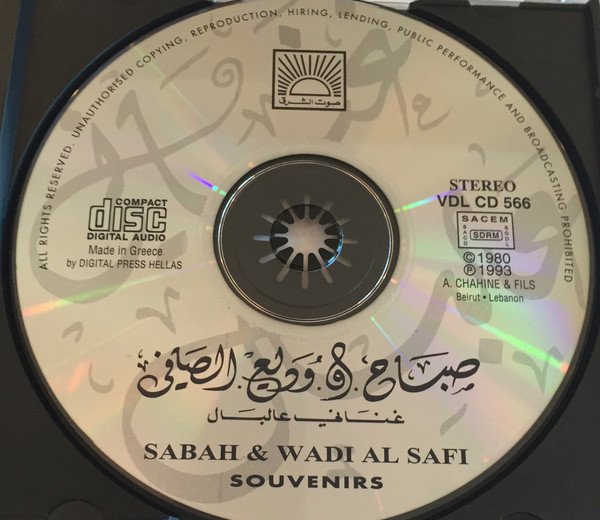 ALL RIGHTS RESERVED. UNAUTHORISED COPYING, REPRODUCTION, HIRING, LENDING, PUBLIC PERFORMANCE AND BROADCASTING PROHIBITED
صوت الشرق
COMPACT
disc
DIGITAL AUDIO
Made in Greece
by DIGITAL PRESS HELLAS
STEREO
VDL CD 566
SACEM
SDRM
©1980
℗1993
A. CHAHINE & FILS
Beirut • Lebanon
صباح و وديع الصافي
غناني عالبال
SABAH & WADI AL SAFI
SOUVENIRS